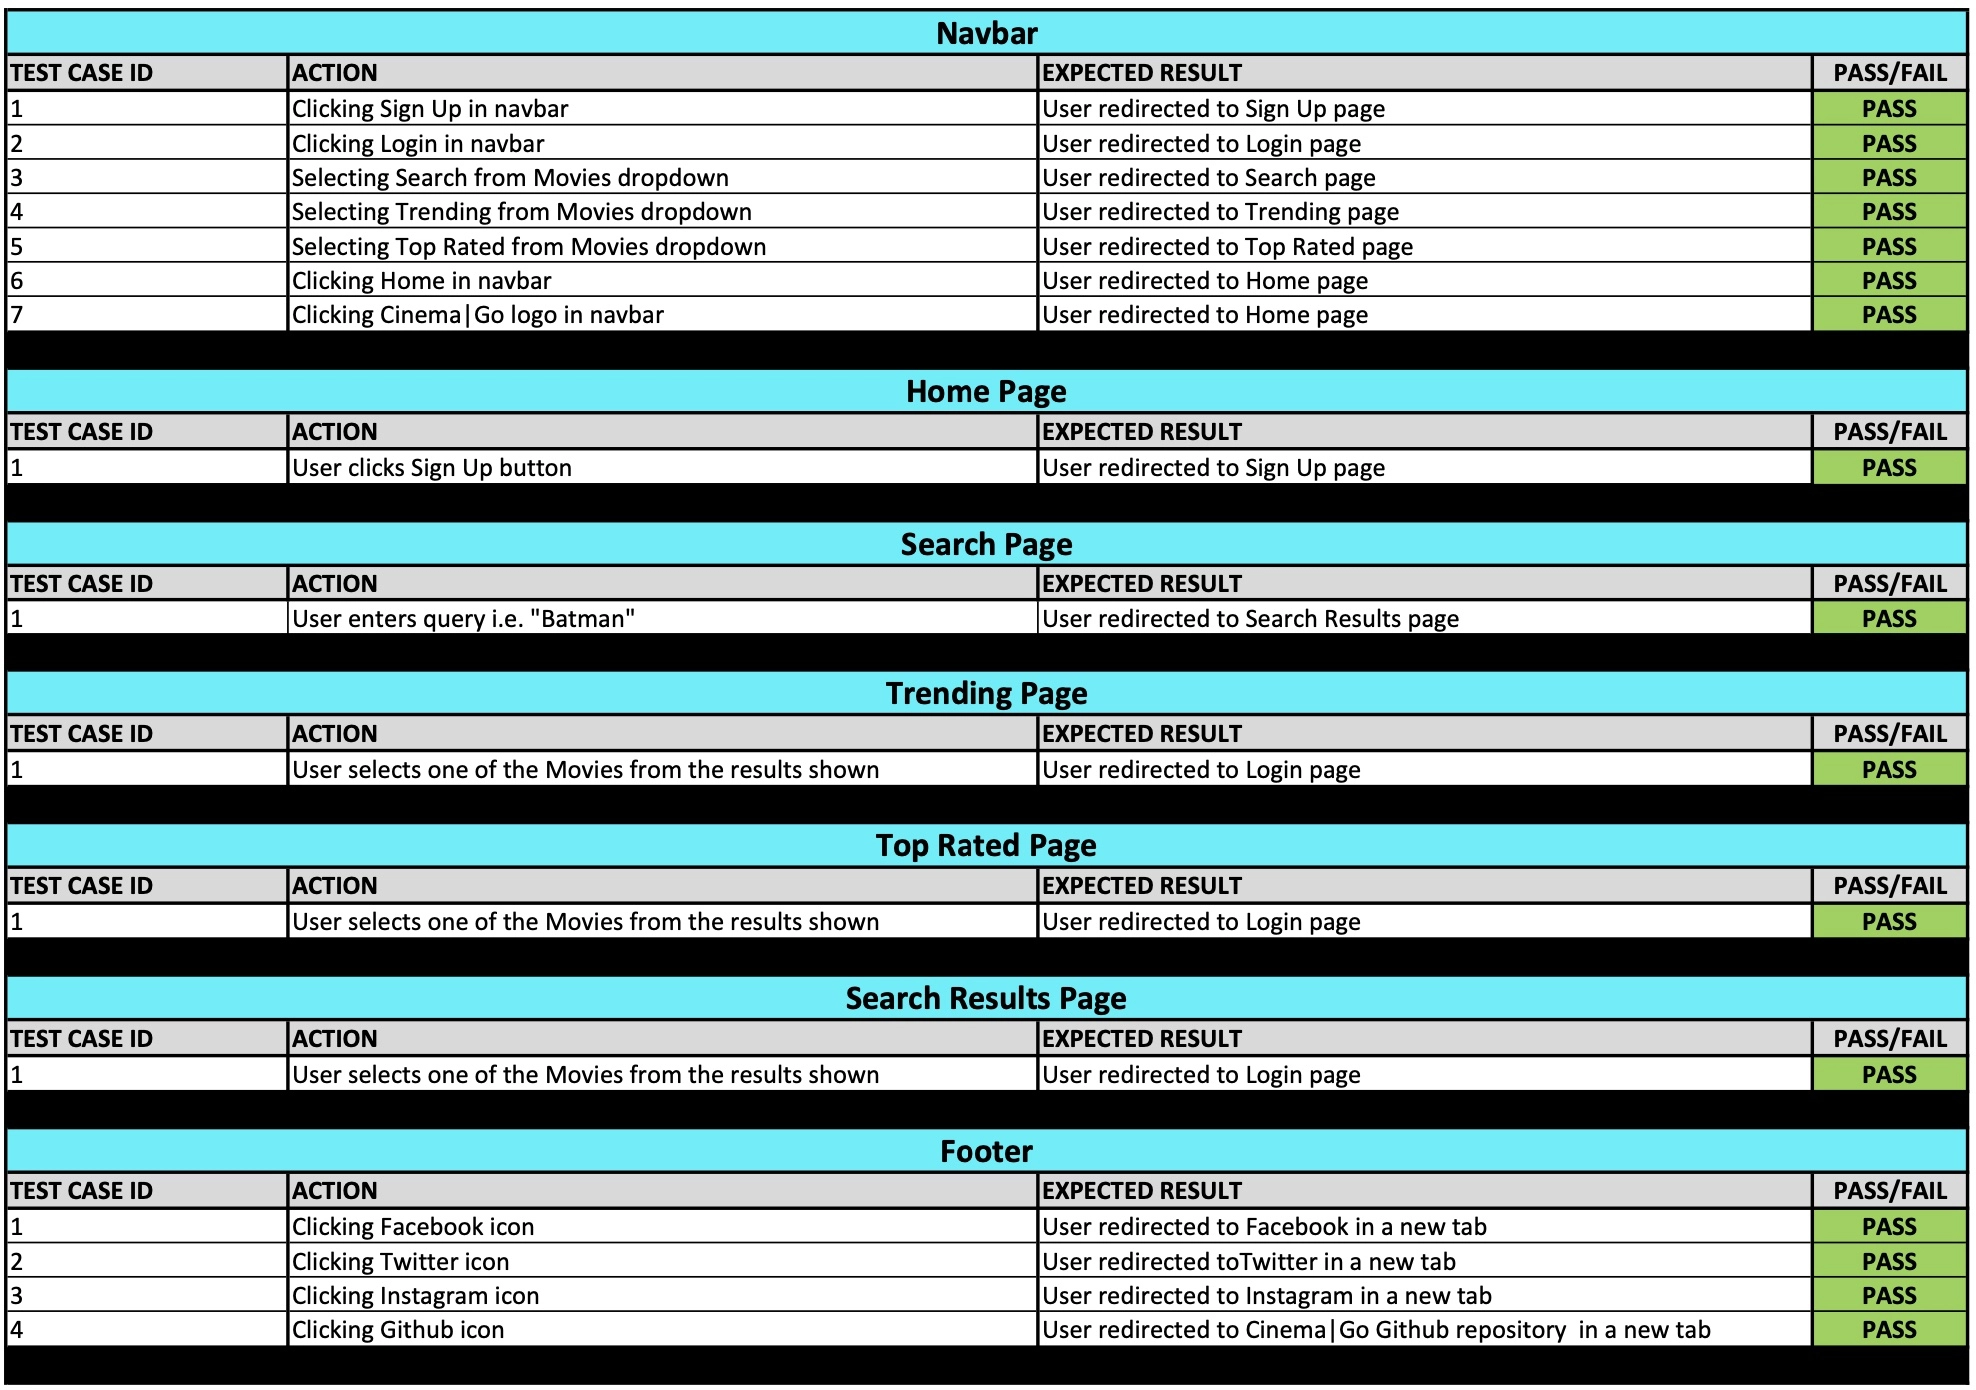 Navbar
TEST CASE ID ACTION EXPECTED RESULT PASS/FAIL
1 Clicking Sign Up in navbar User redirected to Sign Up page PASS
2 Clicking Login in navbar User redirected to Login page PASS
3 Selecting Search from Movies dropdown User redirected to Search page PASS
4 Selecting Trending from Movies dropdown User redirected to Trending page PASS
5 Selecting Top Rated from Movies dropdown User redirected to Top Rated page PASS
6 Clicking Home in navbar User redirected to Home page PASS
7 Clicking Cinema|Go logo in navbar User redirected to Home page PASS
Home Page
TEST CASE ID ACTION EXPECTED RESULT PASS/FAIL
1 User clicks Sign Up button User redirected to Sign Up page PASS
Search Page
TEST CASE ID ACTION EXPECTED RESULT PASS/FAIL
1 User enters query i.e. "Batman" User redirected to Search Results page PASS
Trending Page
TEST CASE ID ACTION EXPECTED RESULT PASS/FAIL
1 User selects one of the Movies from the results shown User redirected to Login page PASS
Top Rated Page
TEST CASE ID ACTION EXPECTED RESULT PASS/FAIL
1 User selects one of the Movies from the results shown User redirected to Login page PASS
Search Results Page
TEST CASE ID ACTION EXPECTED RESULT PASS/FAIL
1 User selects one of the Movies from the results shown User redirected to Login page PASS
Footer
TEST CASE ID ACTION EXPECTED RESULT PASS/FAIL
1 Clicking Facebook icon User redirected to Facebook in a new tab PASS
2 Clicking Twitter icon User redirected toTwitter in a new tab PASS
3 Clicking Instagram icon User redirected to Instagram in a new tab PASS
4 Clicking Github icon User redirected to Cinema|Go Github repository  in a new tab PASS